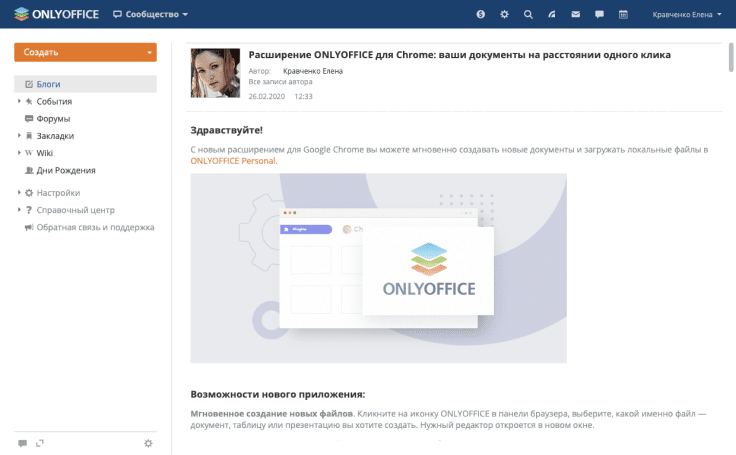 ONLYOFFICE
Сообщество
Кравченко Елена
Создать
Блоги
События
Форумы
Закладки
Wiki
Дни Рождения
Настройки
Справочный центр
Обратная связь и поддержка
Расширение ONLYOFFICE для Chrome: ваши документы на расстоянии одного клика
Автор: Кравченко Елена
Все записи автора
26.02.2020 12:33
Здравствуйте!
С новым расширением для Google Chrome вы можете мгновенно создавать новые документы и загружать локальные файлы в
ONLYOFFICE Personal.
Plugins
ONLYOFFICE
Возможности нового приложения:
Мгновенное создание новых файлов. Кликните на иконку ONLYOFFICE в панели браузера, выберите, какой именно файл —
документ, таблицу или презентацию вы хотите создать. Нужный редактор откроется в новом окне.